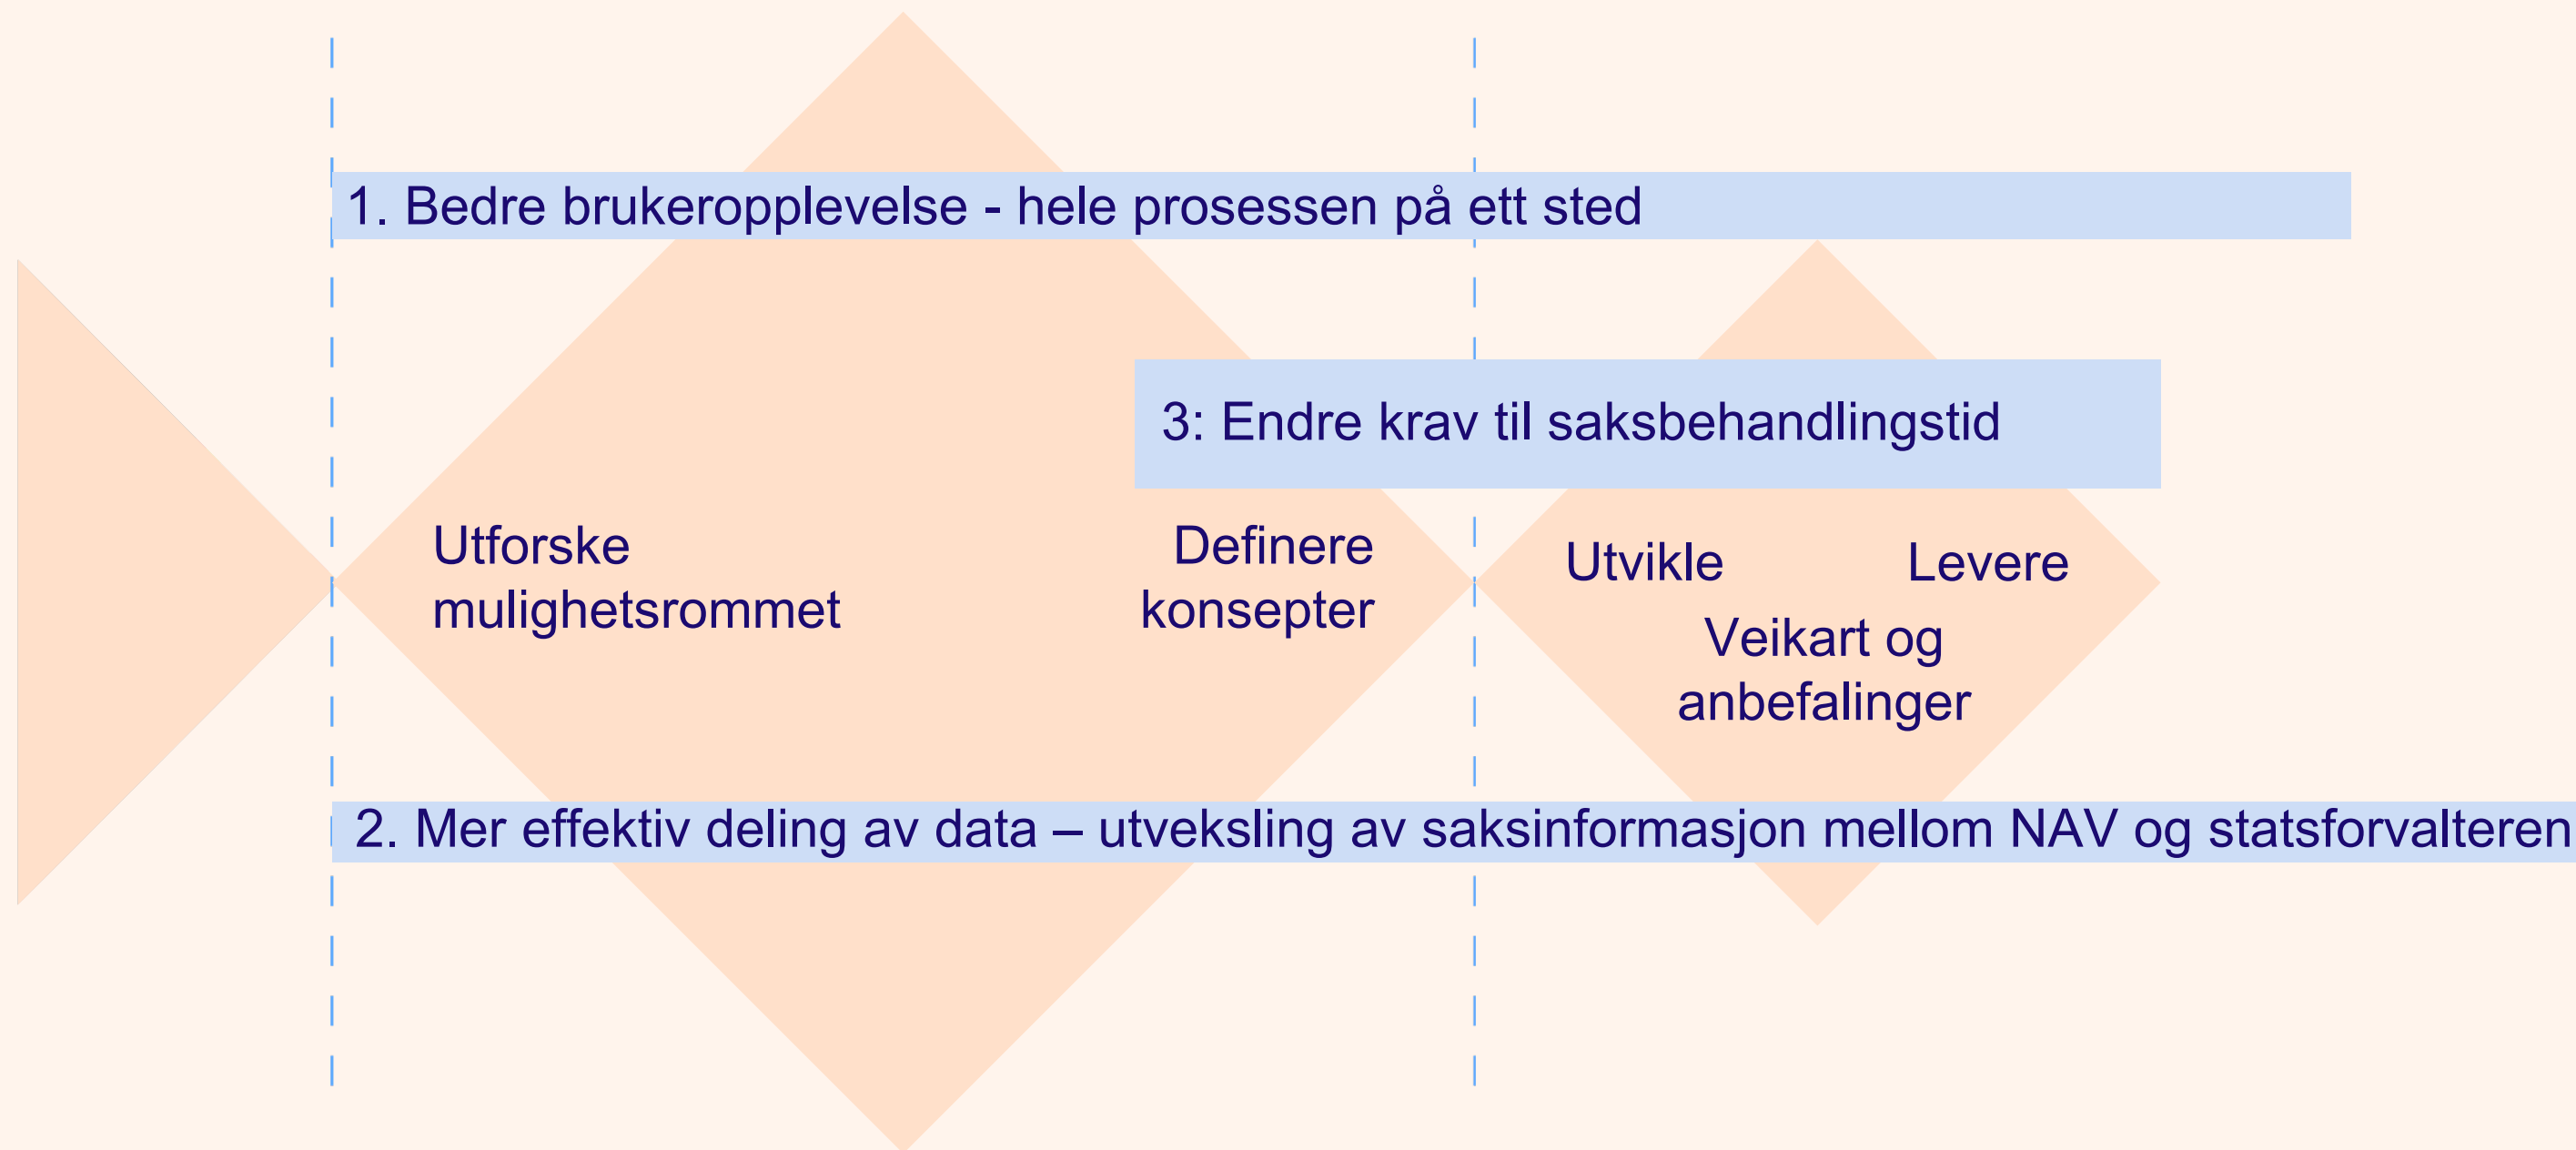 1. Bedre brukeropplevelse - hele prosessen på ett sted
3: Endre krav til saksbehandlingstid
Utforske
mulighetsrommet
Definere
konsepter
Utvikle
Levere
Veikart og
anbefalinger
2. Mer effektiv deling av data – utveksling av saksinformasjon mellom NAV og statsforvalteren